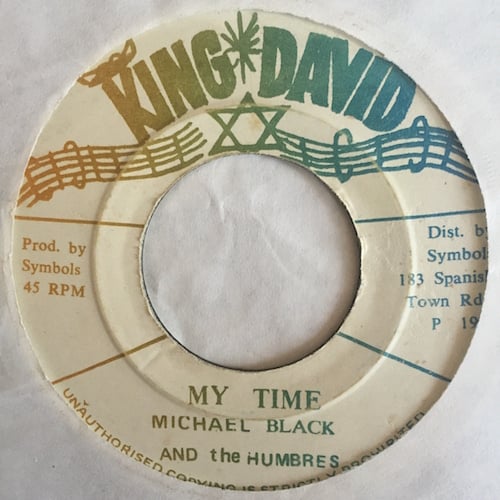 KING DAVID
Prod. by
Symbols
45 RPM
Dist. by
Symbols
183 Spanish
Town Rd.
P 19
MY TIME
MICHAEL BLACK
AND the HUMBRES
UNAUTHORISED COPYING IS STRICTLY PROHIBITED